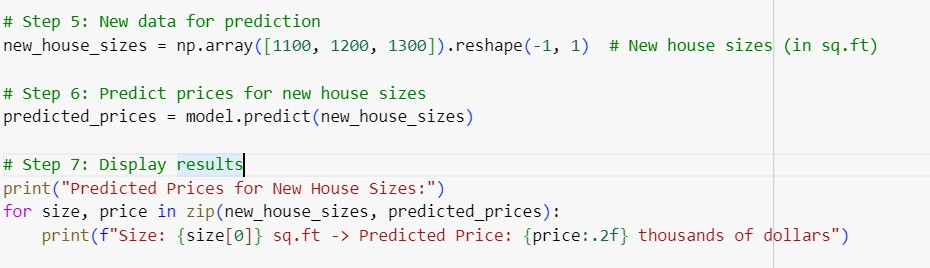 # Step 5: New data for prediction
new_house_sizes = np.array([1100, 1200, 1300]).reshape(-1, 1)  # New house sizes (in sq.ft)
# Step 6: Predict prices for new house sizes
predicted_prices = model.predict(new_house_sizes)
# Step 7: Display results
print("Predicted Prices for New House Sizes:")
for size, price in zip(new_house_sizes, predicted_prices):
    print(f"Size: {size[0]} sq.ft -> Predicted Price: {price:.2f} thousands of dollars")